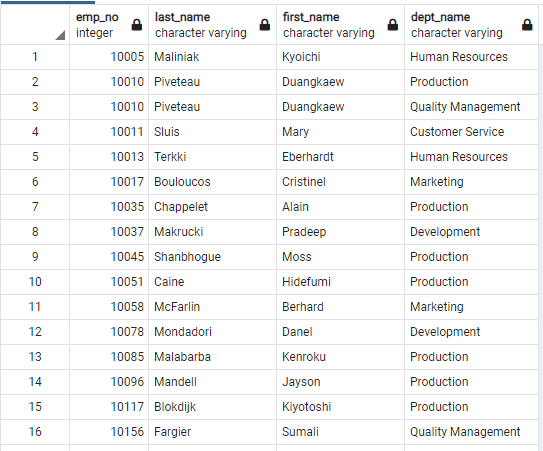 emp_no last_name first_name dept_name
integer character varying character varying character varying
1 10005 Maliniak Kyoichi Human Resources
2 10010 Piveteau Duangkaew Production
3 10010 Piveteau Duangkaew Quality Management
4 10011 Sluis Mary Customer Service
5 10013 Terkki Eberhardt Human Resources
6 10017 Bouloucos Cristinel Marketing
7 10035 Chappelet Alain Production
8 10037 Makrucki Pradeep Development
9 10045 Shanbhogue Moss Production
10 10051 Caine Hidefumi Production
11 10058 McFarlin Berhard Marketing
12 10078 Mondadori Danel Development
13 10085 Malabarba Kenroku Production
14 10096 Mandell Jayson Production
15 10117 Blokdijk Kiyotoshi Production
16 10156 Fargier Sumali Quality Management